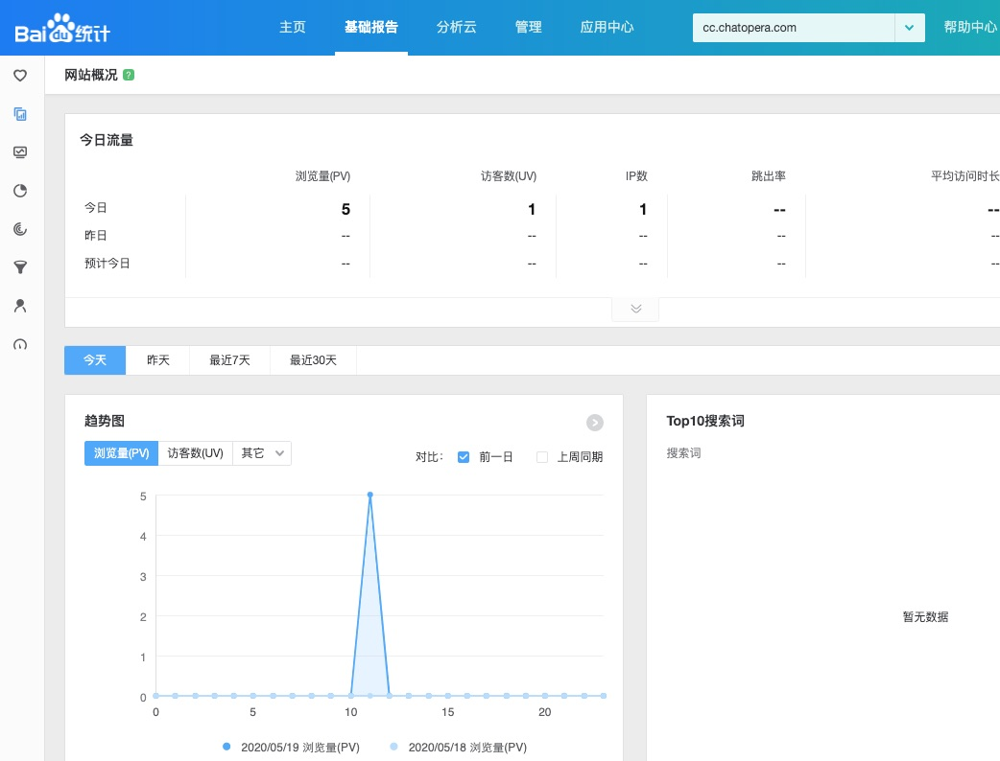 Bai du 统计 主页 基础报告 分析云 管理 应用中心 cc.chatopera.com 帮助中心
网站概况 ?
今日流量
浏览量(PV) 访客数(UV) IP数 跳出率 平均访问时长
今日 5 1 1 -- --
昨日 -- -- -- -- --
预计今日 -- -- -- -- --
今天 昨天 最近7天 最近30天
趋势图 Top10搜索词
浏览量(PV) 访客数(UV) 其它 对比： 前一日 上周同期 搜索词
5
4
3
2 暂无数据
1
0
0 5 10 15 20
2020/05/19 浏览量(PV) 2020/05/18 浏览量(PV)